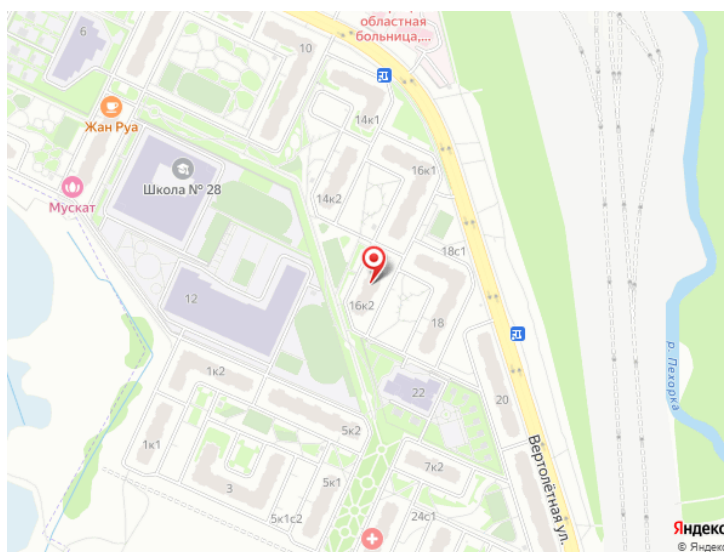 областная
больница,...
6
10
Жан Руа
14к1
Школа № 28
16к1
14к2
Мускат
18с1
12
16к2
18
р. Пехорка
1к2
22
20
5к2
Вертолётная ул.
1к1
7к2
3
5к1
5к1с2
24с1
Яндекс
© Яндекс